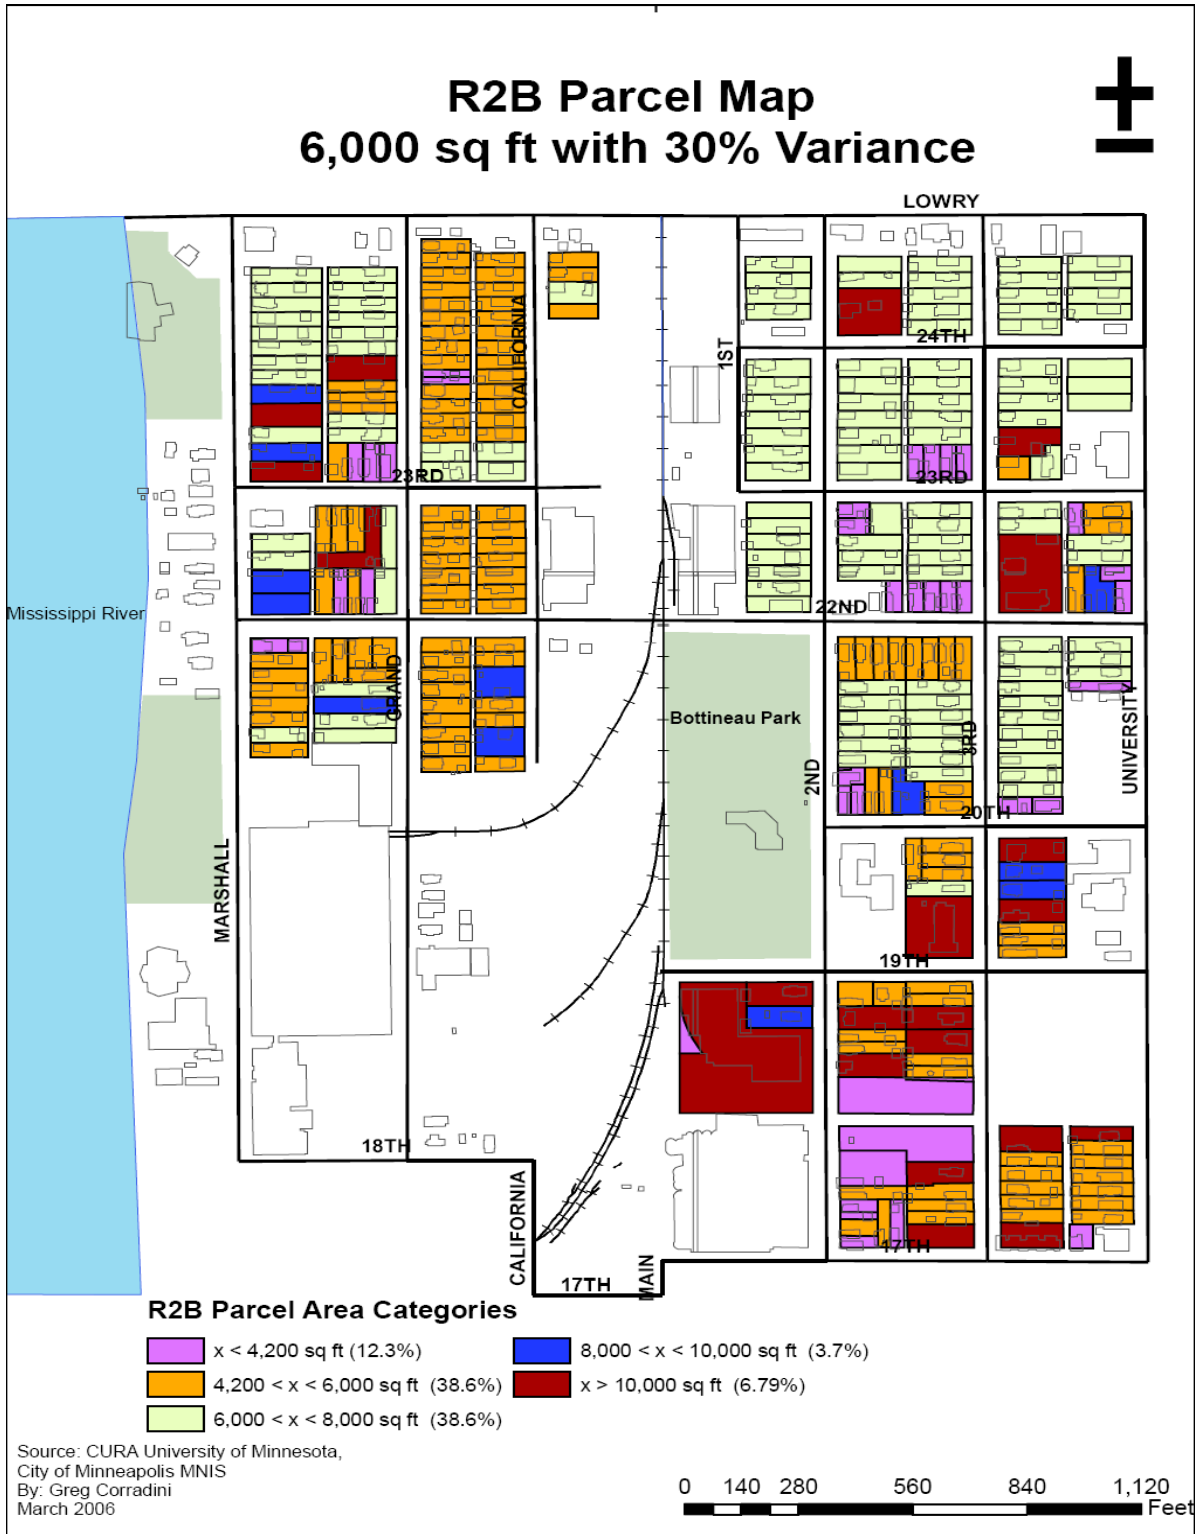 R2B Parcel Map
6,000 sq ft with 30% Variance
LOWRY
CALIFORNIA
1ST
24TH
23RD
23RD
Mississippi River
22ND
GRAND
Bottineau Park
2ND
3RD
UNIVERSITY
20TH
MARSHALL
19TH
18TH
CALIFORNIA
17TH
MAIN
17TH
R2B Parcel Area Categories
x < 4,200 sq ft (12.3%)
4,200 < x < 6,000 sq ft (38.6%)
6,000 < x < 8,000 sq ft (38.6%)
8,000 < x < 10,000 sq ft (3.7%)
x > 10,000 sq ft (6.79%)
Source: CURA University of Minnesota,
City of Minneapolis MNIS
By: Greg Corradini
March 2006
0 140 280 560 840 1,120
Feet